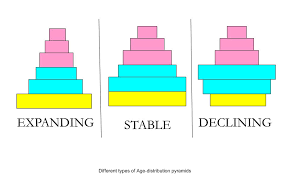 EXPANDING
STABLE
DECLINING
Different types of Age-distribution pyramids